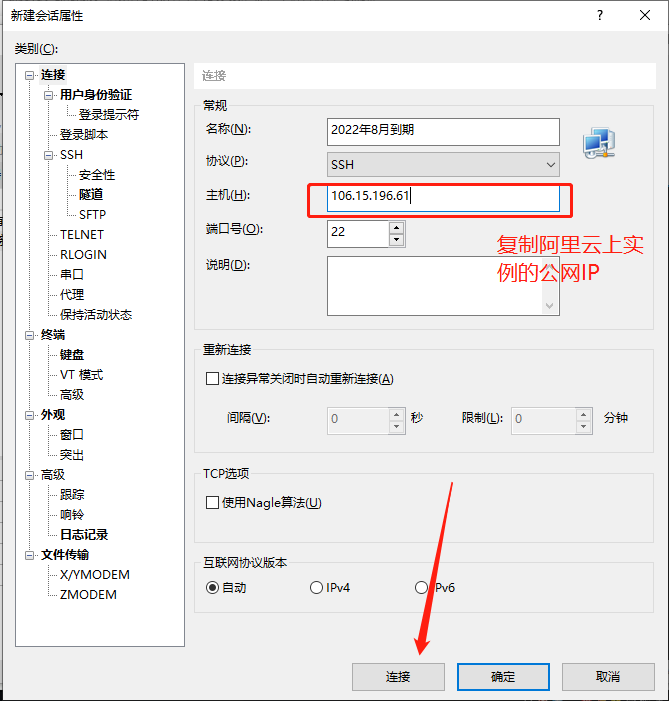 新建会话属性
类别(C):
连接
用户身份验证
登录提示符
登录脚本
SSH
安全性
隧道
SFTP
TELNET
RLOGIN
串口
代理
保持活动状态
终端
键盘
VT 模式
高级
外观
窗口
突出
高级
跟踪
响铃
日志记录
文件传输
X/YMODEM
ZMODEM
连接
常规
名称(N):
2022年8月到期
协议(P):
SSH
主机(H):
106.15.196.61
端口号(O):
22
复制阿里云上实
例的公网IP
说明(D):
重新连接
连接异常关闭时自动重新连接(A)
间隔(V):
0
秒
限制(L):
0
分钟
TCP选项
使用Nagle算法(U)
互联网协议版本
自动
IPv4
IPv6
连接
确定
取消